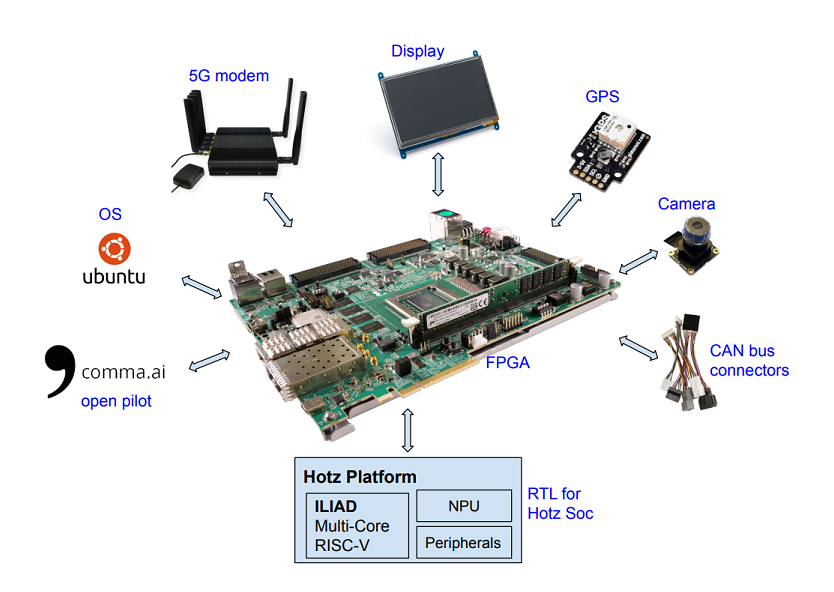 Display
5G modem
GPS
GPS
Camera
OS
ubuntu
comma.ai
open pilot
CAN bus
connectors
FPGA
Hotz Platform
ILIAD
Multi-Core
RISC-V
NPU
Peripherals
RTL for
Hotz Soc